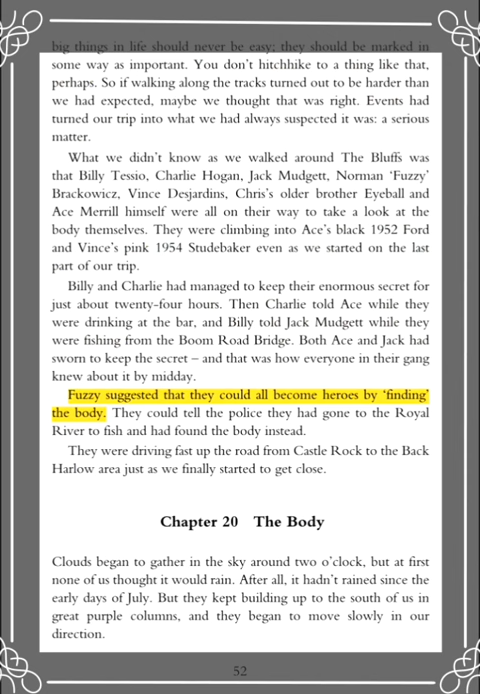 big things in life should never be easy; they should be marked in
some way as important. You don't hitchhike to a thing like that,
perhaps. So if walking along the tracks turned out to be harder than
we had expected, maybe we thought that was right. Events had
turned our trip into what we had always suspected it was: a serious
matter.
What we didn't know as we walked around The Bluffs was
that Billy Tessio, Charlie Hogan, Jack Mudgett, Norman ‘Fuzzy’
Brackowicz, Vince Desjardins, Chris's older brother Eyeball and
Ace Merrill himself were all on their way to take a look at the
body themselves. They were climbing into Ace's black 1952 Ford
and Vince's pink 1954 Studebaker even as we started on the last
part of our trip.
Billy and Charlie had managed to keep their enormous secret for
just about twenty-four hours. Then Charlie told Ace while they
were drinking at the bar, and Billy told Jack Mudgett while they
were fishing from the Boom Road Bridge. Both Ace and Jack had
sworn to keep the secret – and that was how everyone in their gang
knew about it by midday.
Fuzzy suggested that they could all become heroes by ‘finding’
the body. They could tell the police they had gone to the Royal
River to fish and had found the body instead.
They were driving fast up the road from Castle Rock to the Back
Harlow area just as we finally started to get close.
Chapter 20 The Body
Clouds began to gather in the sky around two o'clock, but at first
none of us thought it would rain. After all, it hadn't rained since the
early days of July. But they kept building up to the south of us in
great purple columns, and they began to move slowly in our
direction.
52